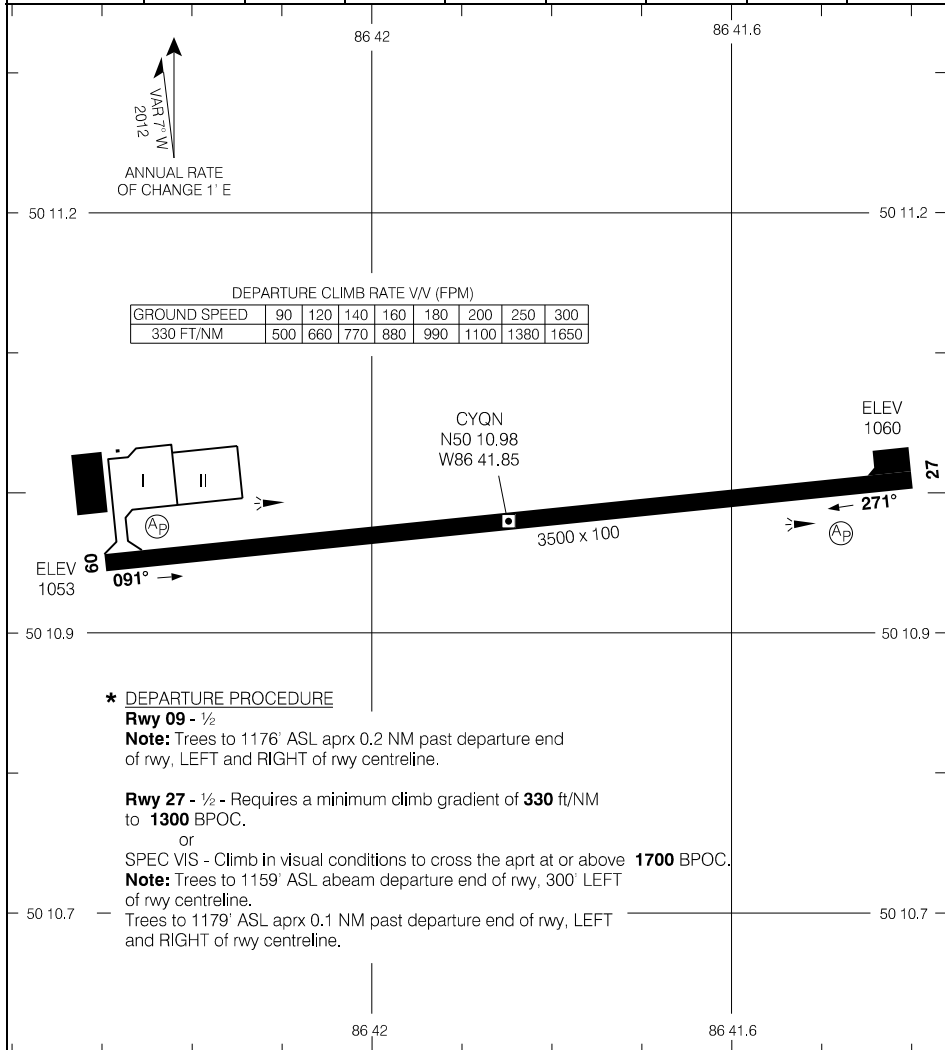 86 42
86 41.6
VAR 7° W
2012
ANNUAL RATE
OF CHANGE 1' E
50 11.2
50 11.2
DEPARTURE CLIMB RATE V/V (FPM)
GROUND SPEED 90 120 140 160 180 200 250 300
330 FT/NM 500 660 770 880 990 1100 1380 1650
CYQN
N50 10.98
W86 41.85
ELEV
1060
27
I
II
AP
271°
3500 x 100
AP
ELEV
1053
09
091°
50 10.9
50 10.9
* DEPARTURE PROCEDURE
Rwy 09 - ½
Note: Trees to 1176' ASL aprx 0.2 NM past departure end
of rwy, LEFT and RIGHT of rwy centreline.
Rwy 27 - ½ - Requires a minimum climb gradient of 330 ft/NM
to 1300 BPOC.
or
SPEC VIS - Climb in visual conditions to cross the aprt at or above 1700 BPOC.
Note: Trees to 1159' ASL abeam departure end of rwy, 300' LEFT
of rwy centreline.
50 10.7
50 10.7
Trees to 1179' ASL aprx 0.1 NM past departure end of rwy, LEFT
and RIGHT of rwy centreline.
86 42
86 41.6